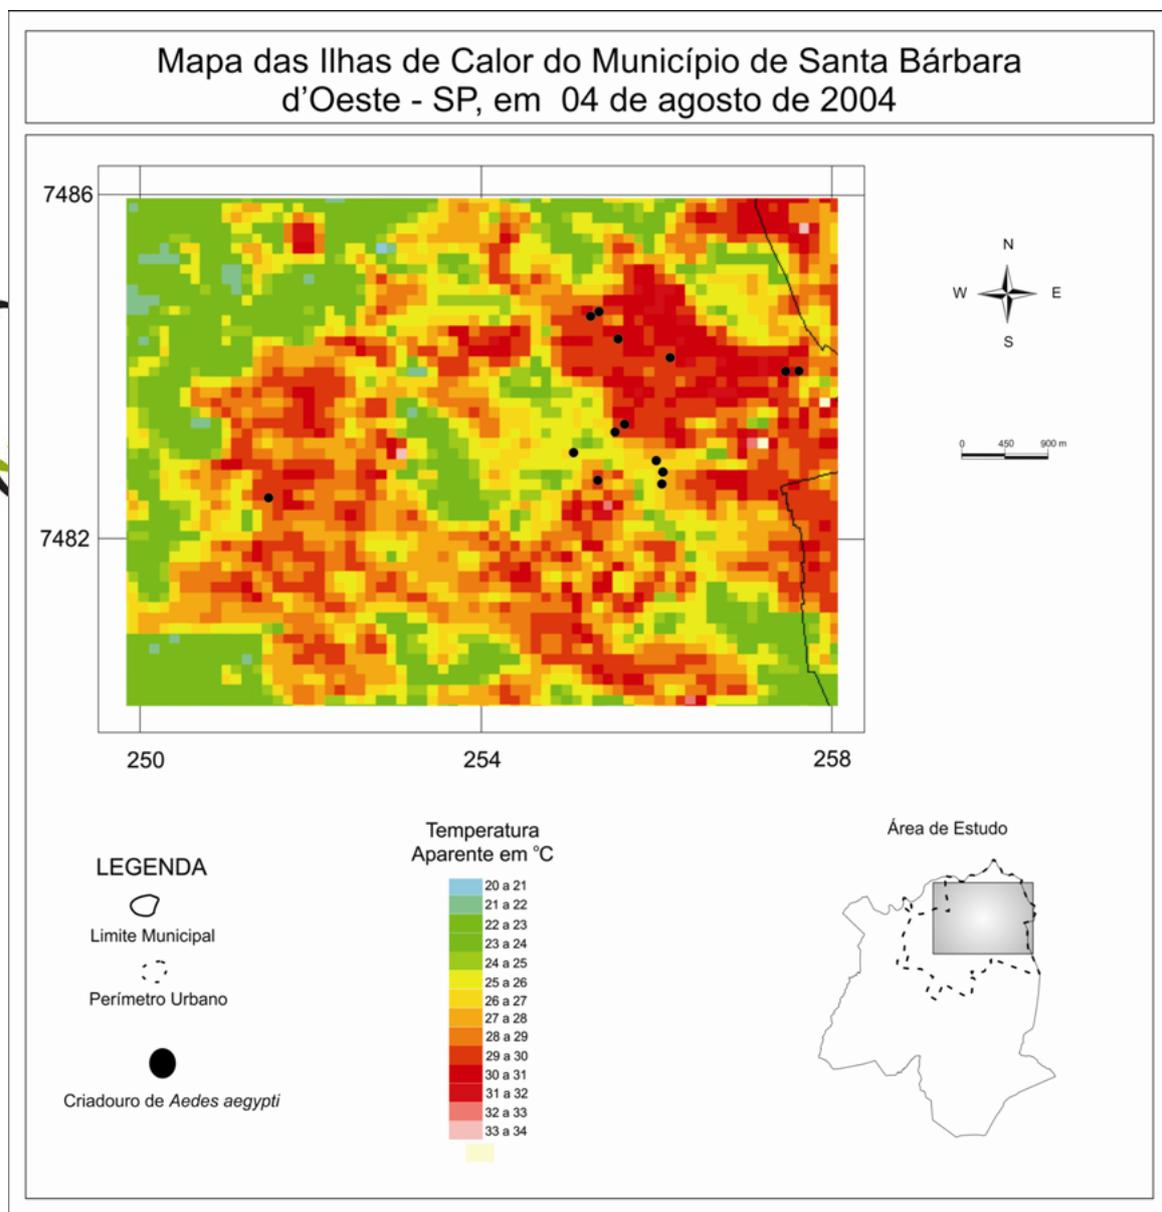 Mapa das Ilhas de Calor do Município de Santa Bárbara
d'Oeste - SP, em 04 de agosto de 2004
7486
7482
250
254
258
N
W
E
S
0 450 900 m
LEGENDA
Limite Municipal
Perímetro Urbano
Criadouro de Aedes aegypti
Temperatura
Aparente em °C
20 a 21
21 a 22
22 a 23
23 a 24
24 a 25
25 a 26
26 a 27
27 a 28
28 a 29
29 a 30
30 a 31
31 a 32
32 a 33
33 a 34
Área de Estudo